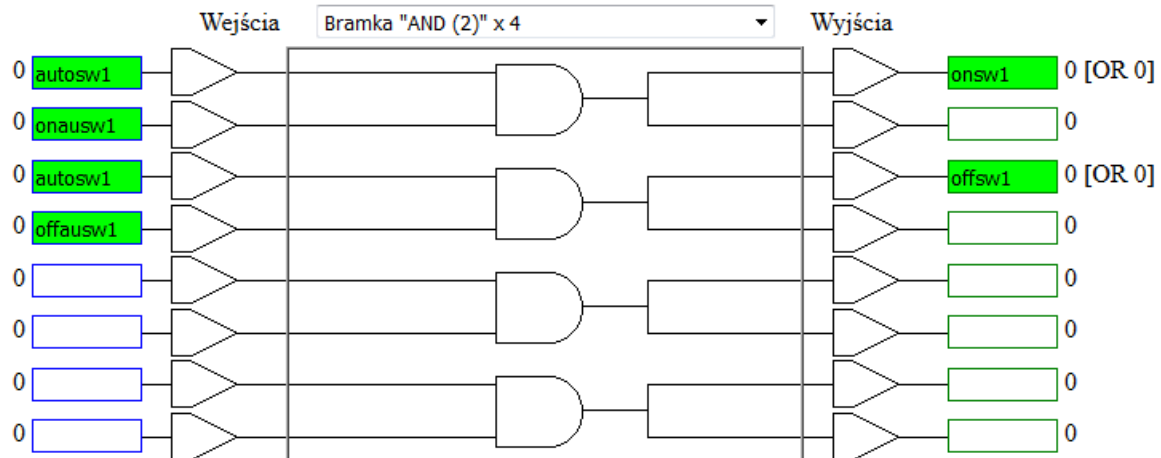 Wejścia Bramka "AND (2)" x 4 Wyjścia
0 autosw1 onsw1 0 [OR 0]
0 onausw1 0
0 autosw1 offsw1 0 [OR 0]
0 offausw1 0
0 0
0 0
0 0
0 0